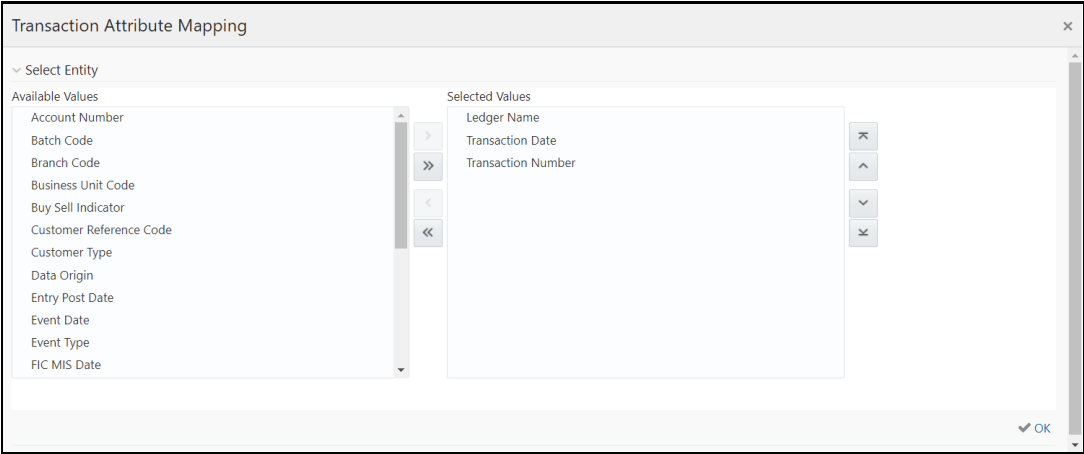 Transaction Attribute Mapping
Select Entity
Available Values
Account Number
Batch Code
Branch Code
Business Unit Code
Buy Sell Indicator
Customer Reference Code
Customer Type
Data Origin
Entry Post Date
Event Date
Event Type
FIC MIS Date
Selected Values
Ledger Name
Transaction Date
Transaction Number
OK